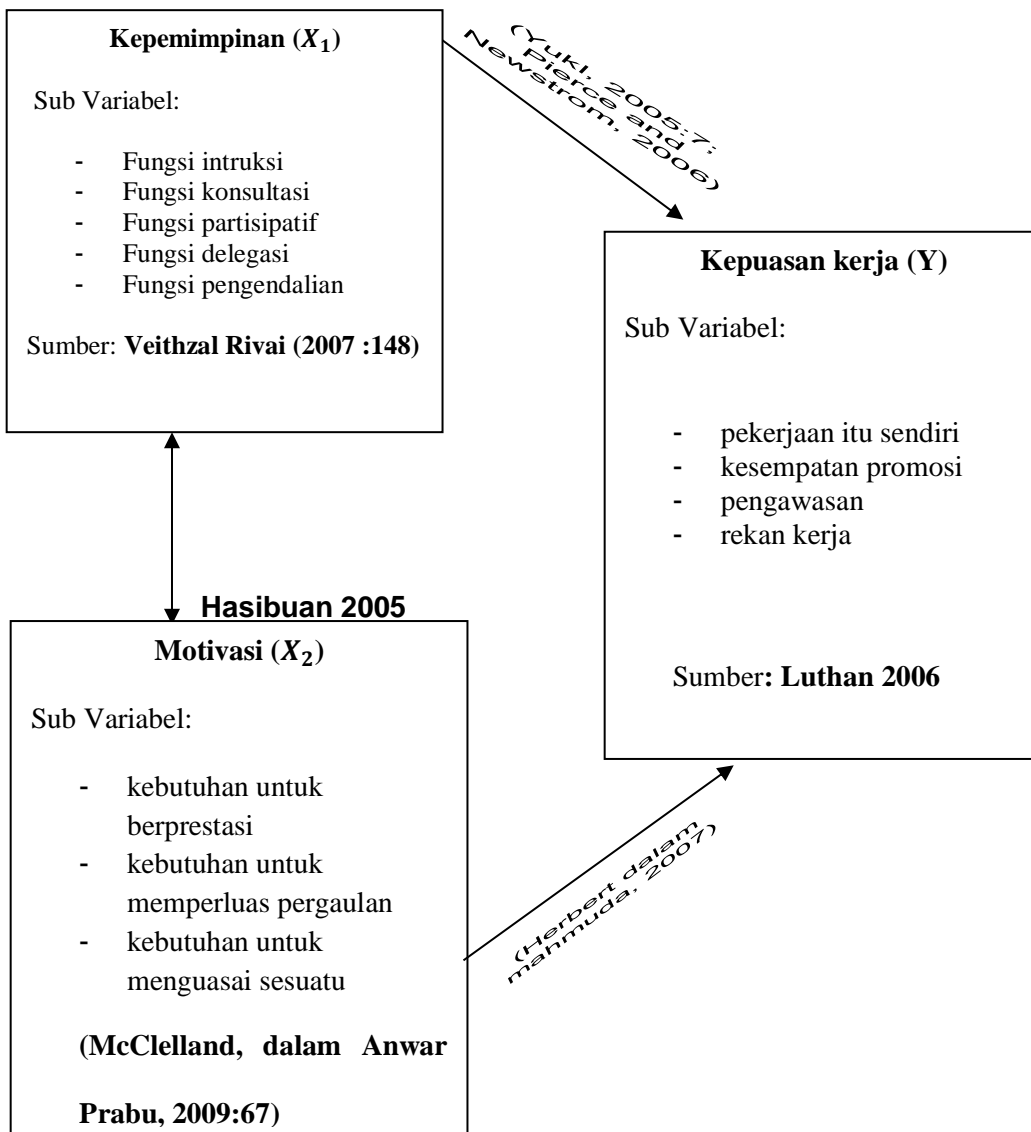 Kepemimpinan (X₁)
Sub Variabel:
- Fungsi intruksi
- Fungsi konsultasi
- Fungsi partisipatif
- Fungsi delegasi
- Fungsi pengendalian
Sumber: Veithzal Rivai (2007 :148)
(Yukl, 2005:7;
Pierce and
Newstrom, 2006)
Kepuasan kerja (Y)
Sub Variabel:
- pekerjaan itu sendiri
- kesempatan promosi
- pengawasan
- rekan kerja
Sumber: Luthan 2006
Hasibuan 2005
Motivasi (X₂)
Sub Variabel:
- kebutuhan untuk
berprestasi
- kebutuhan untuk
memperluas pergaulan
- kebutuhan untuk
menguasai sesuatu
(McClelland, dalam Anwar
Prabu, 2009:67)
(Herbert dalam
mahmuda, 2007)